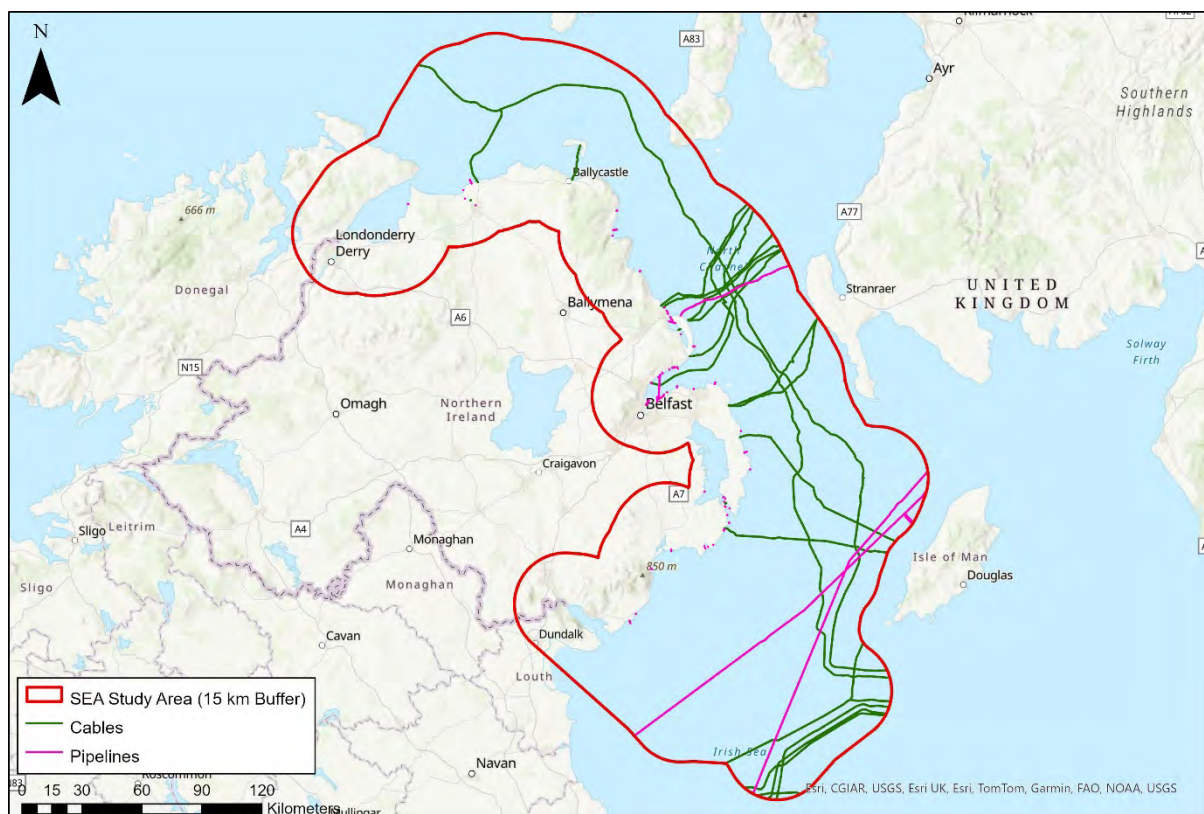 N
A83
Kilmarnock
Ayr
Southern
Highlands
Ballycastle
666 m
A77
Londonderry
Derry
North
Channel
Stranraer
UNITED
KINGDOM
Donegal
Ballymena
A6
Solway
Firth
N15
Omagh
Northern
Ireland
Belfast
Craigavon
A7
Sligo
Leitrim
A4
Monaghan
Isle of Man
Sligo
Monaghan
850 m
Douglas
Cavan
Dundalk
Louth
SEA Study Area (15 km Buffer)
Cables
Pipelines
Irish Sea
Navan
Roscommon
0 15 30 60 90 120
Kilometers
Mullingar
Esri, CGIAR, USGS, Esri UK, Esri, TomTom, Garmin, FAO, NOAA, USGS